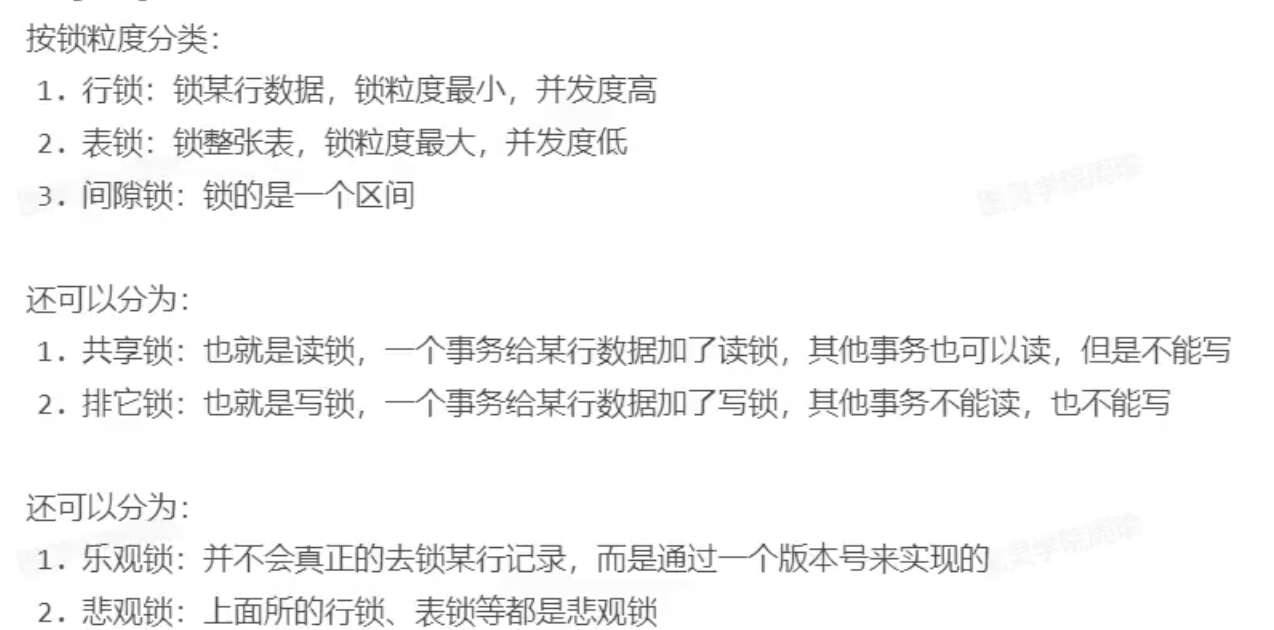 按锁粒度分类：
1. 行锁：锁某行数据，锁粒度最小，并发度高
2. 表锁：锁整张表，锁粒度最大，并发度低
3. 间隙锁：锁的是一个区间
还可以分为：
1. 共享锁：也就是读锁，一个事务给某行数据加了读锁，其他事务也可以读，但是不能写
2. 排它锁：也就是写锁，一个事务给某行数据加了写锁，其他事务不能读，也不能写
还可以分为：
1. 乐观锁：并不会真正的去锁某行记录，而是通过一个版本号来实现的
2. 悲观锁：上面所的行锁、表锁等都是悲观锁